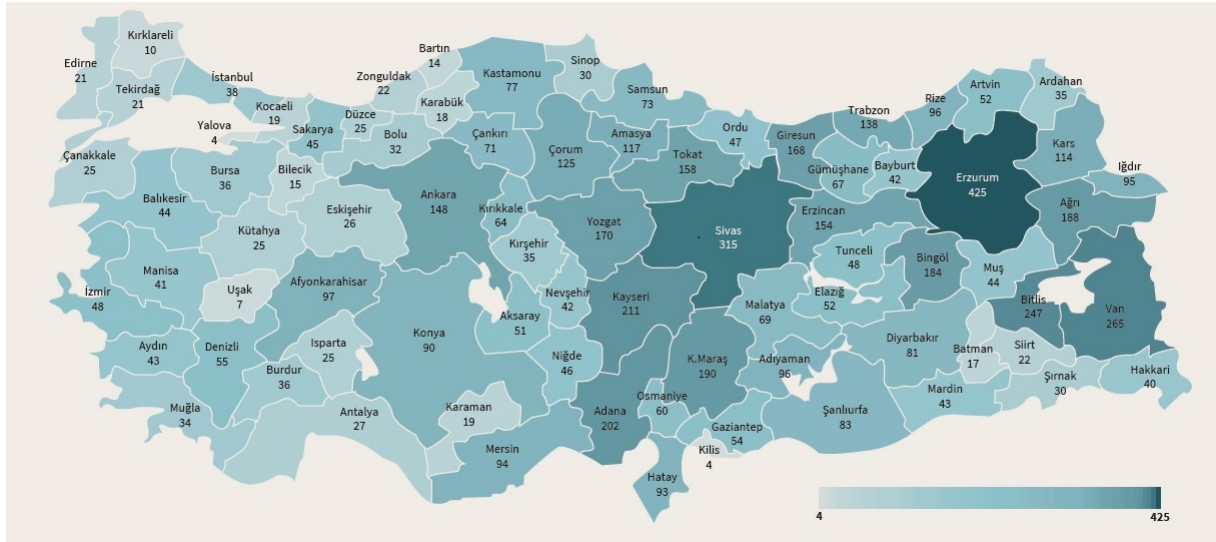 Kırklareli
10
Edirne
21
Tekirdağ
21
İstanbul
38
Kocaeli
19
Yalova
4
Sakarya
45
Düzce
25
Zonguldak
22
Bartın
14
Karabük
18
Bolu
32
Kastamonu
77
Sinop
30
Samsun
73
Çankırı
71
Çorum
125
Amasya
117
Tokat
158
Ordu
47
Giresun
168
Trabzon
138
Rize
96
Artvin
52
Ardahan
35
Gümüşhane
67
Bayburt
42
Erzurum
425
Kars
114
Iğdır
95
Ağrı
188
Çanakkale
25
Balıkesir
44
Bursa
36
Bilecik
15
Eskişehir
26
Kütahya
25
Ankara
148
Kırıkkale
64
Kırşehir
35
Yozgat
170
Sivas
315
Erzincan
154
Tunceli
48
Bingöl
184
Muş
44
Bitlis
247
Van
265
Manisa
41
İzmir
48
Uşak
7
Afyonkarahisar
97
Konya
90
Aksaray
51
Nevşehir
42
Kayseri
211
Malatya
69
Elazığ
52
Diyarbakır
81
Batman
17
Siirt
22
Şırnak
30
Hakkari
40
Aydın
43
Denizli
55
Isparta
25
Burdur
36
Muğla
34
Antalya
27
Karaman
19
Niğde
46
Mersin
94
Adana
202
Osmaniye
60
K.Maraş
190
Adıyaman
96
Gaziantep
54
Kilis
4
Hatay
93
Şanlıurfa
83
Mardin
43
4
425